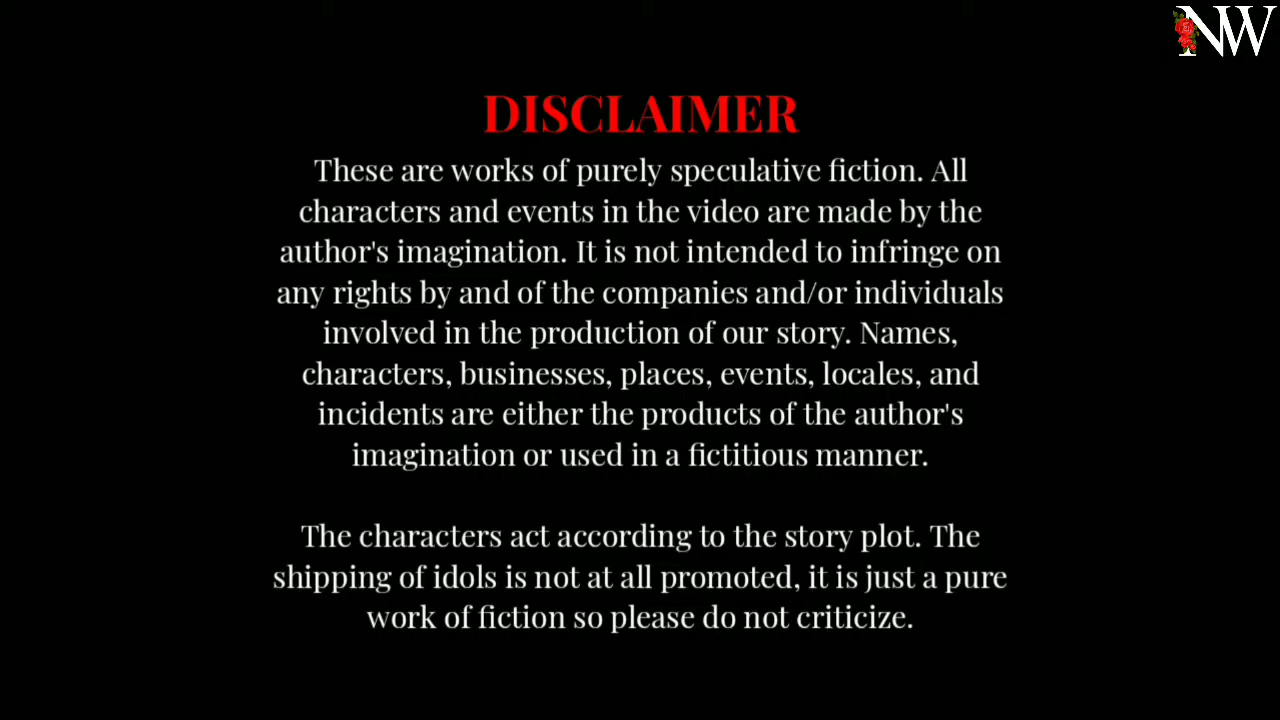 NW
DISCLAIMER
These are works of purely speculative fiction. All
characters and events in the video are made by the
author's imagination. It is not intended to infringe on
any rights by and of the companies and/or individuals
involved in the production of our story. Names,
characters, businesses, places, events, locales, and
incidents are either the products of the author's
imagination or used in a fictitious manner.
The characters act according to the story plot. The
shipping of idols is not at all promoted, it is just a pure
work of fiction so please do not criticize.